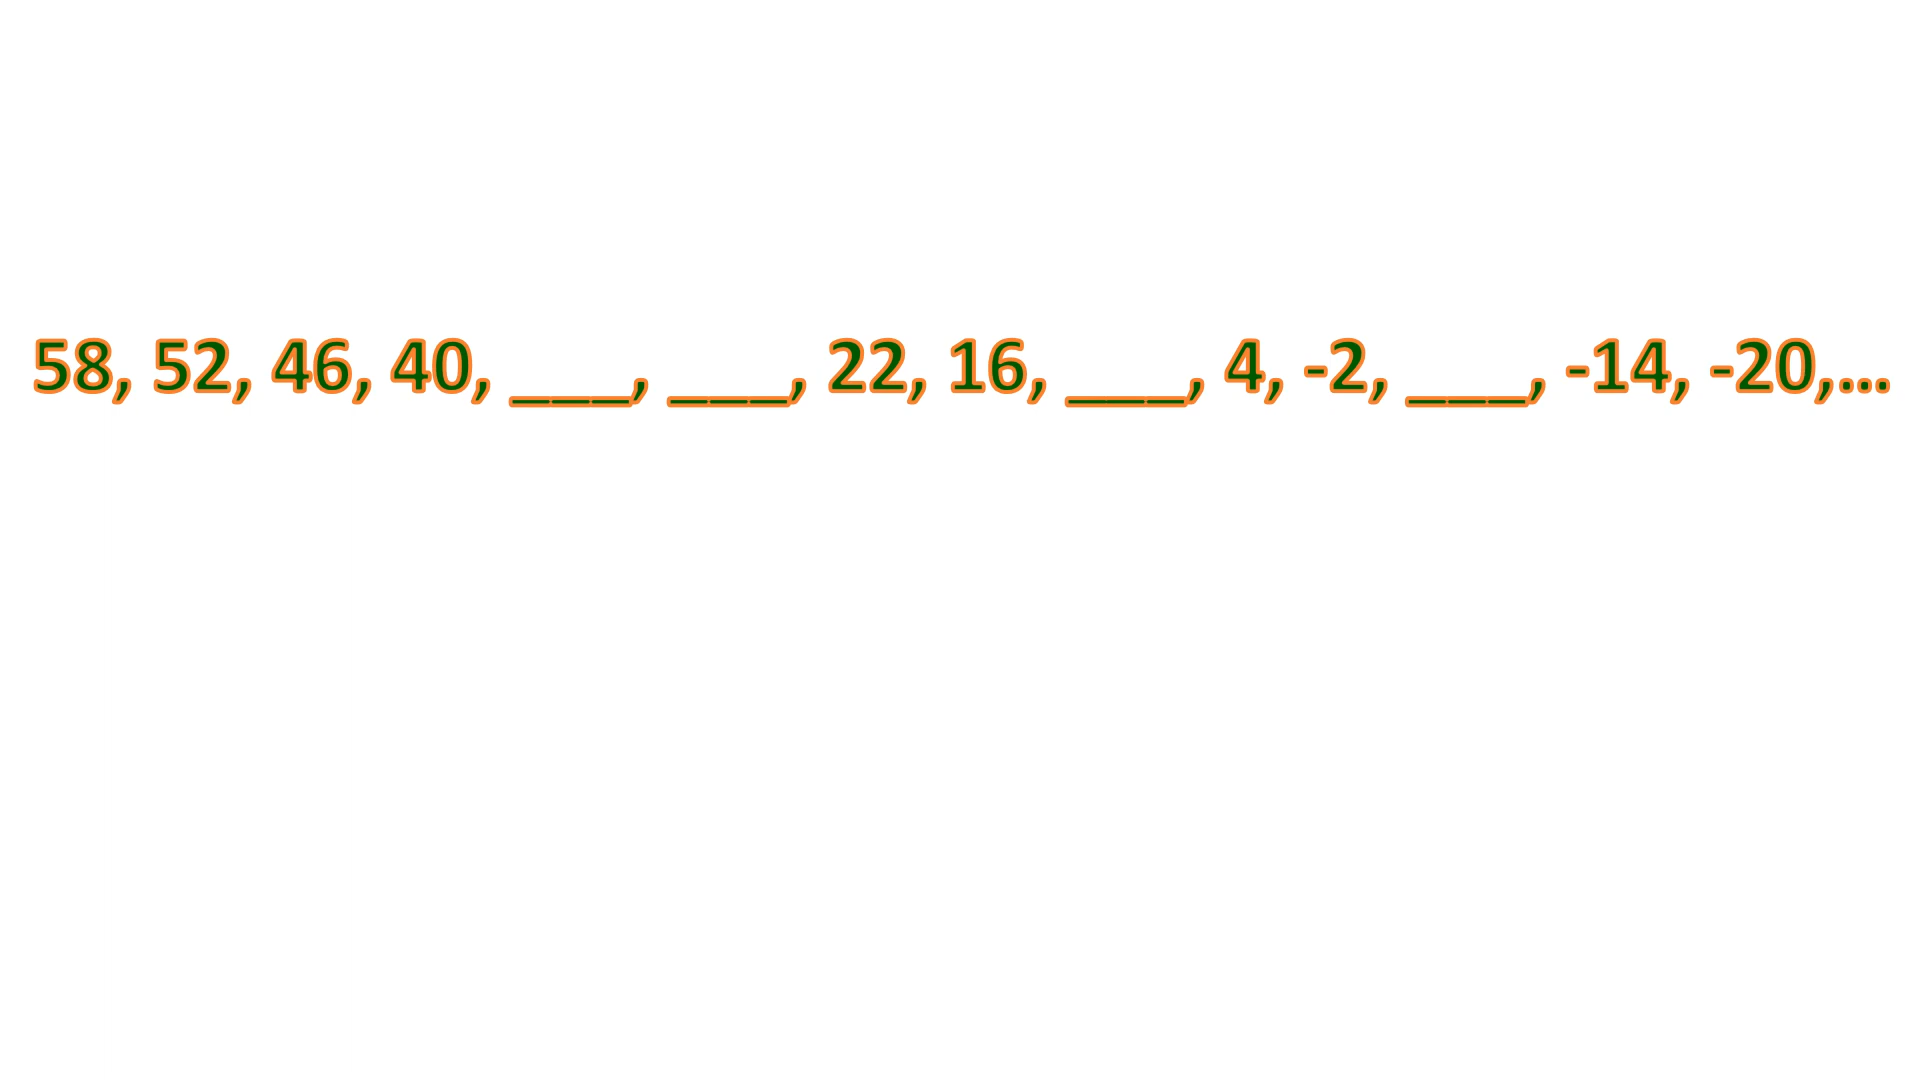 58, 52, 46, 40, ___, ___, 22, 16, ___, 4, -2, ___, -14, -20,...